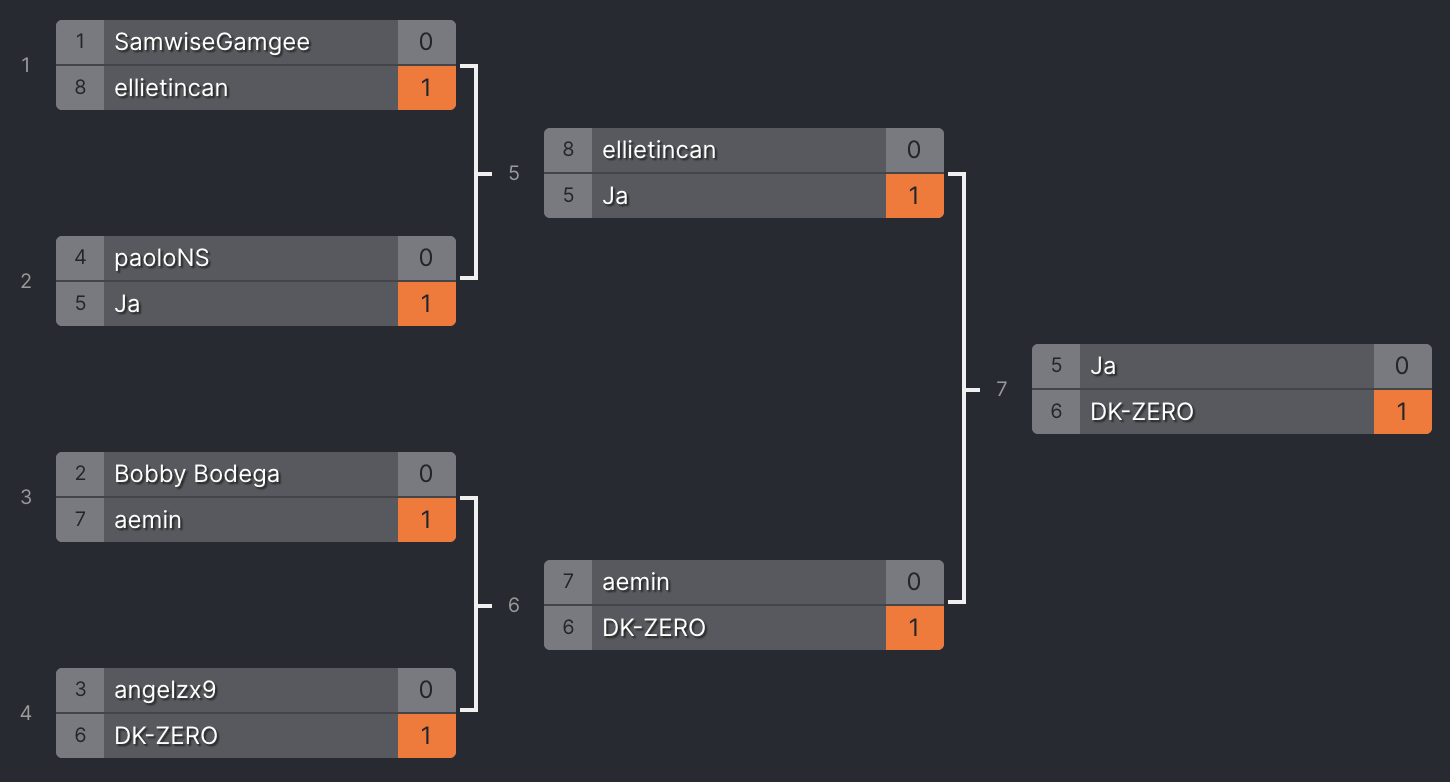 1
1 SamwiseGamgee 0
8 ellietincan 1
2
4 paoloNS 0
5 Ja 1
3
2 Bobby Bodega 0
7 aemin 1
4
3 angelzx9 0
6 DK-ZERO 1
5
8 ellietincan 0
5 Ja 1
6
7 aemin 0
6 DK-ZERO 1
7
5 Ja 0
6 DK-ZERO 1